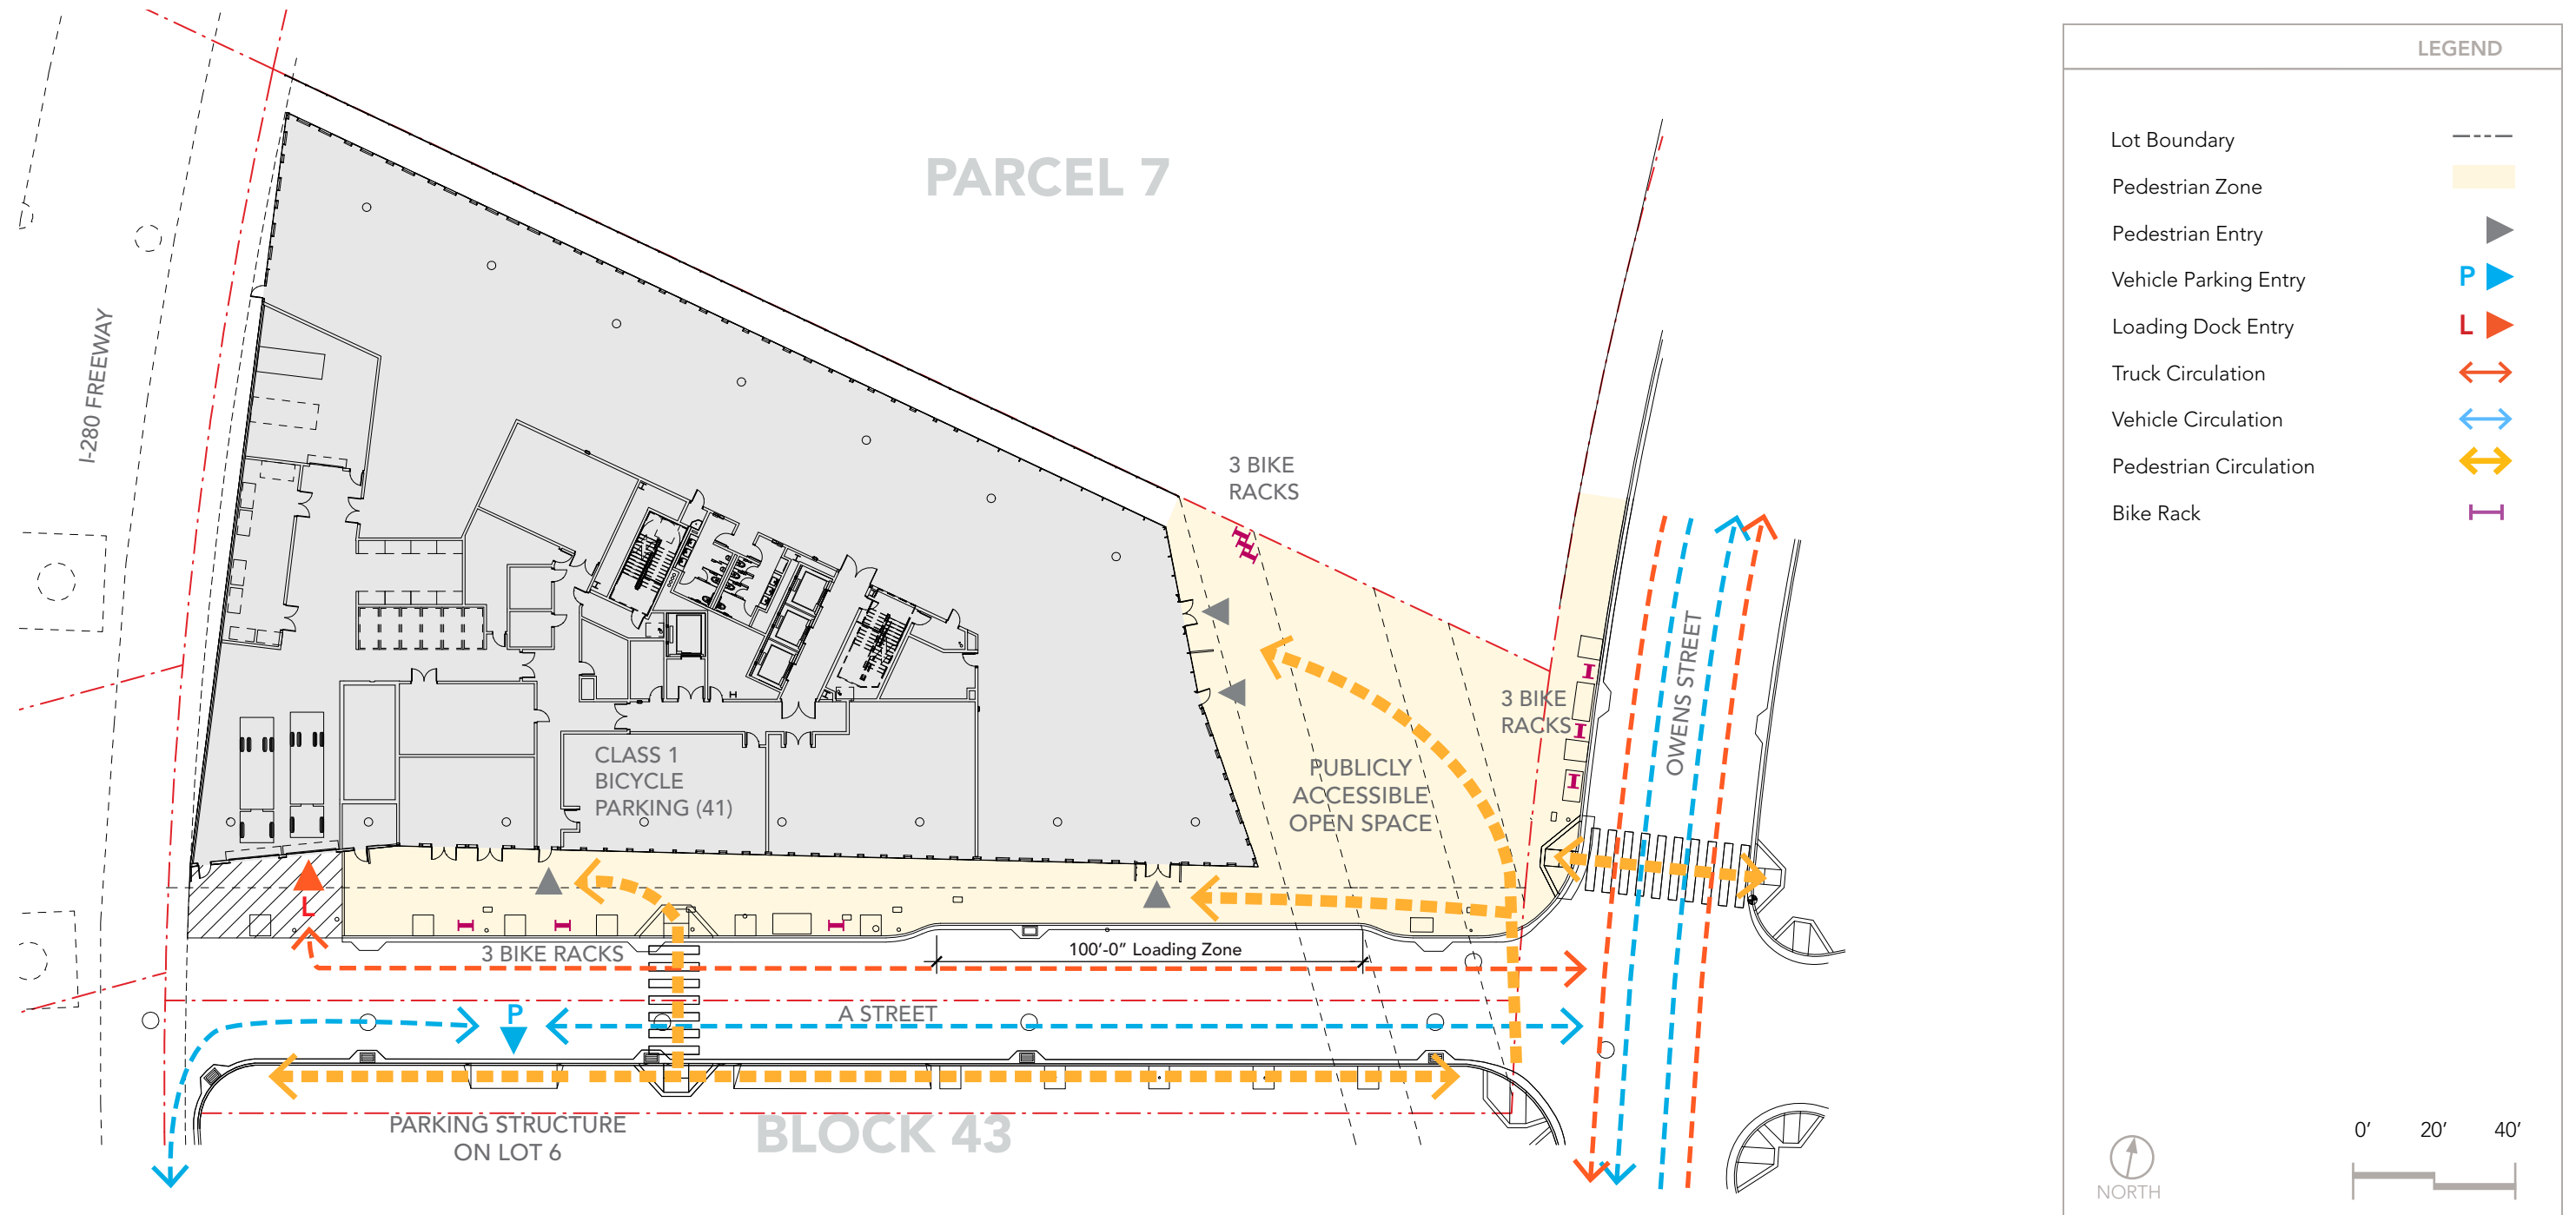 PARCEL 7
I-280 FREEWAY
3 BIKE
RACKS
3 BIKE
RACKS
OWENS STREET
CLASS 1
BICYCLE
PARKING (41)
PUBLICLY
ACCESSIBLE
OPEN SPACE
L
3 BIKE RACKS
100'-0" Loading Zone
P
A STREET
PARKING STRUCTURE
ON LOT 6
BLOCK 43
LEGEND
Lot Boundary
Pedestrian Zone
Pedestrian Entry
Vehicle Parking Entry P
Loading Dock Entry L
Truck Circulation
Vehicle Circulation
Pedestrian Circulation
Bike Rack
0’ 20’ 40’
NORTH